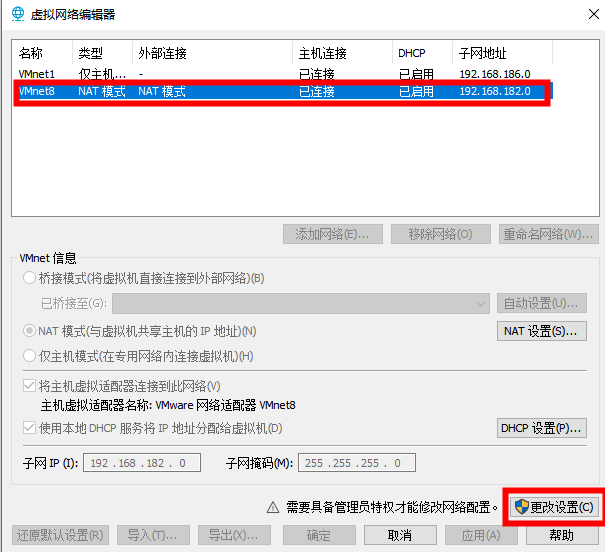 虚拟网络编辑器
名称 类型 外部连接 主机连接 DHCP 子网地址
VMnet1 仅主机... - 已连接 已启用 192.168.186.0
VMnet8 NAT 模式 NAT 模式 已连接 已启用 192.168.182.0
添加网络(E)... 移除网络(O) 重命名网络(W)...
VMnet 信息
桥接模式(将虚拟机直接连接到外部网络)(B)
已桥接至(G): 自动设置(U)...
NAT 模式(与虚拟机共享主机的 IP 地址)(N) NAT 设置(S)...
仅主机模式(在专用网络内连接虚拟机)(H)
将主机虚拟适配器连接到此网络(V)
主机虚拟适配器名称: VMware 网络适配器 VMnet8
使用本地 DHCP 服务将 IP 地址分配给虚拟机(D) DHCP 设置(P)...
子网 IP (I): 192 . 168 . 182 . 0 子网掩码(M): 255 . 255 . 255 . 0
需要具备管理员特权才能修改网络配置。 更改设置(C)
还原默认设置(R) 导入(T)... 导出(X)... 确定 取消 应用(A) 帮助